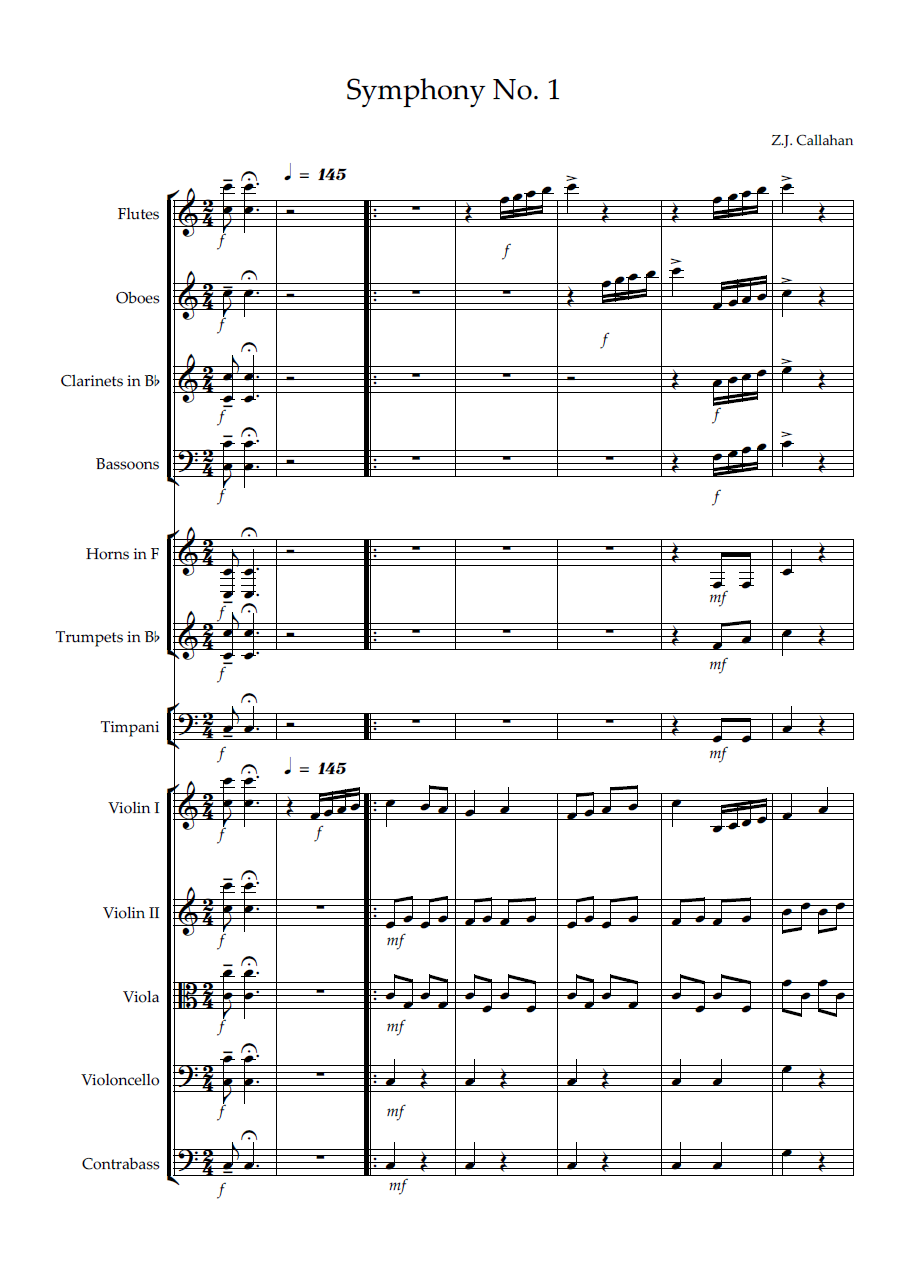 Symphony No. 1
Z.J. Callahan
♩ = 145
Flutes
f
f
Oboes
f
f
Clarinets in B♭
f
f
Bassoons
f
f
Horns in F
f
mf
Trumpets in B♭
f
mf
Timpani
f
mf
♩ = 145
Violin I
f
f
Violin II
f
mf
Viola
f
mf
Violoncello
f
mf
Contrabass
f
mf